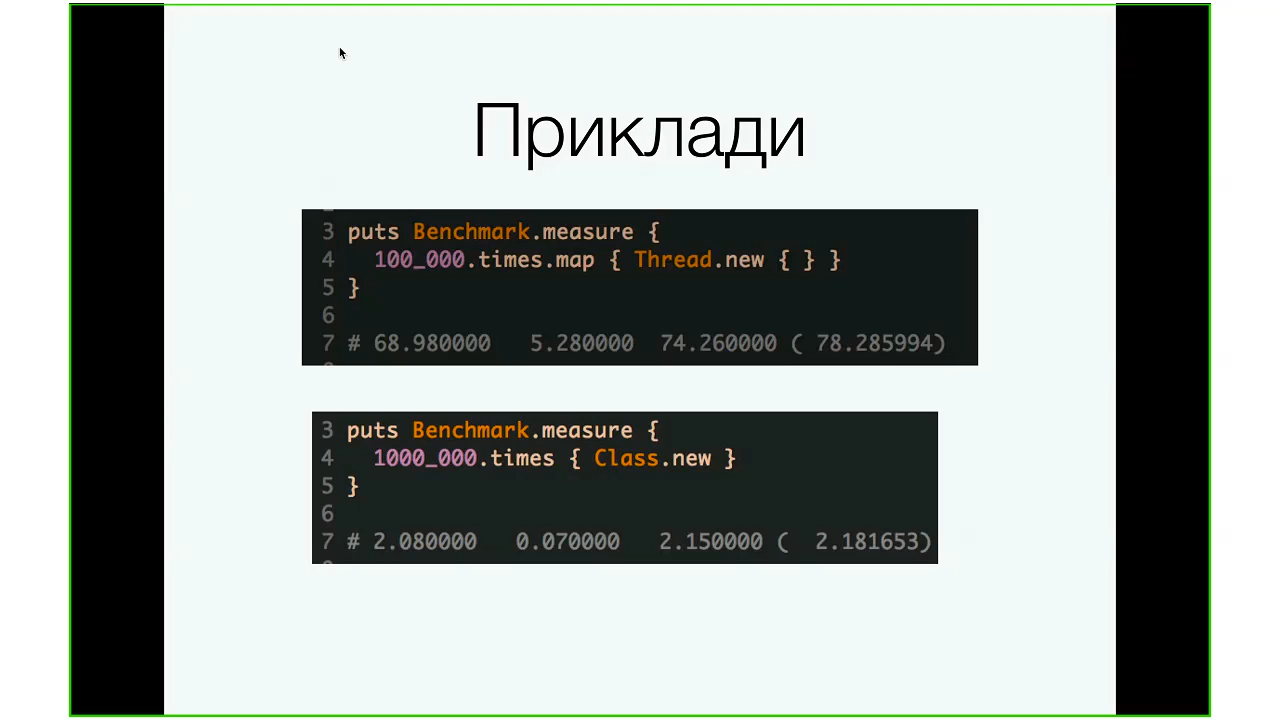 Приклади
3 puts Benchmark.measure {
4 100_000.times.map { Thread.new { } }
5 }
6
7 # 68.980000 5.280000 74.260000 ( 78.285994)
3 puts Benchmark.measure {
4 1000_000.times { Class.new }
5 }
6
7 # 2.080000 0.070000 2.150000 ( 2.181653)